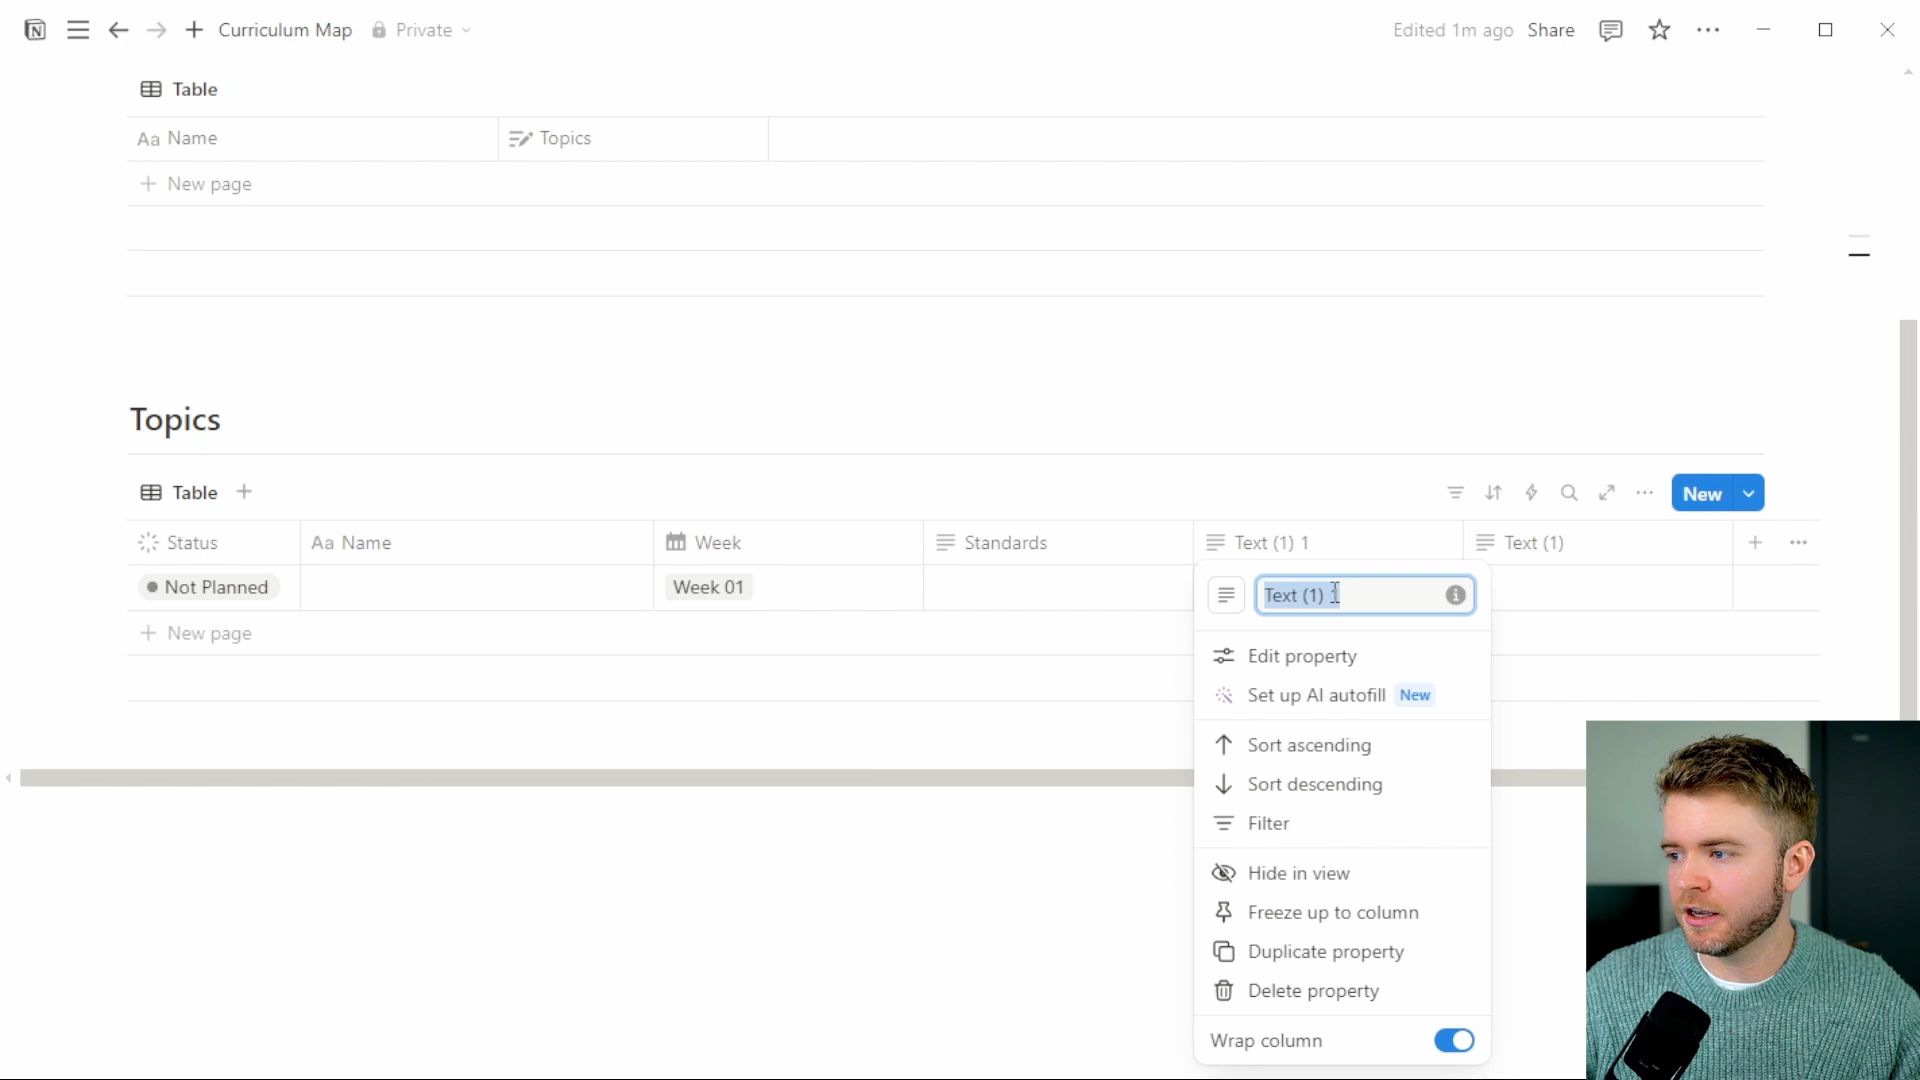 Curriculum Map Private Edited 1m ago Share
Table
Aa Name Topics
New page
Topics
Table New
Status Aa Name Week Standards Text (1) 1 Text (1)
Not Planned Week 01
Text (1) 1
New page
Edit property
Set up AI autofill New
Sort ascending
Sort descending
Filter
Hide in view
Freeze up to column
Duplicate property
Delete property
Wrap column